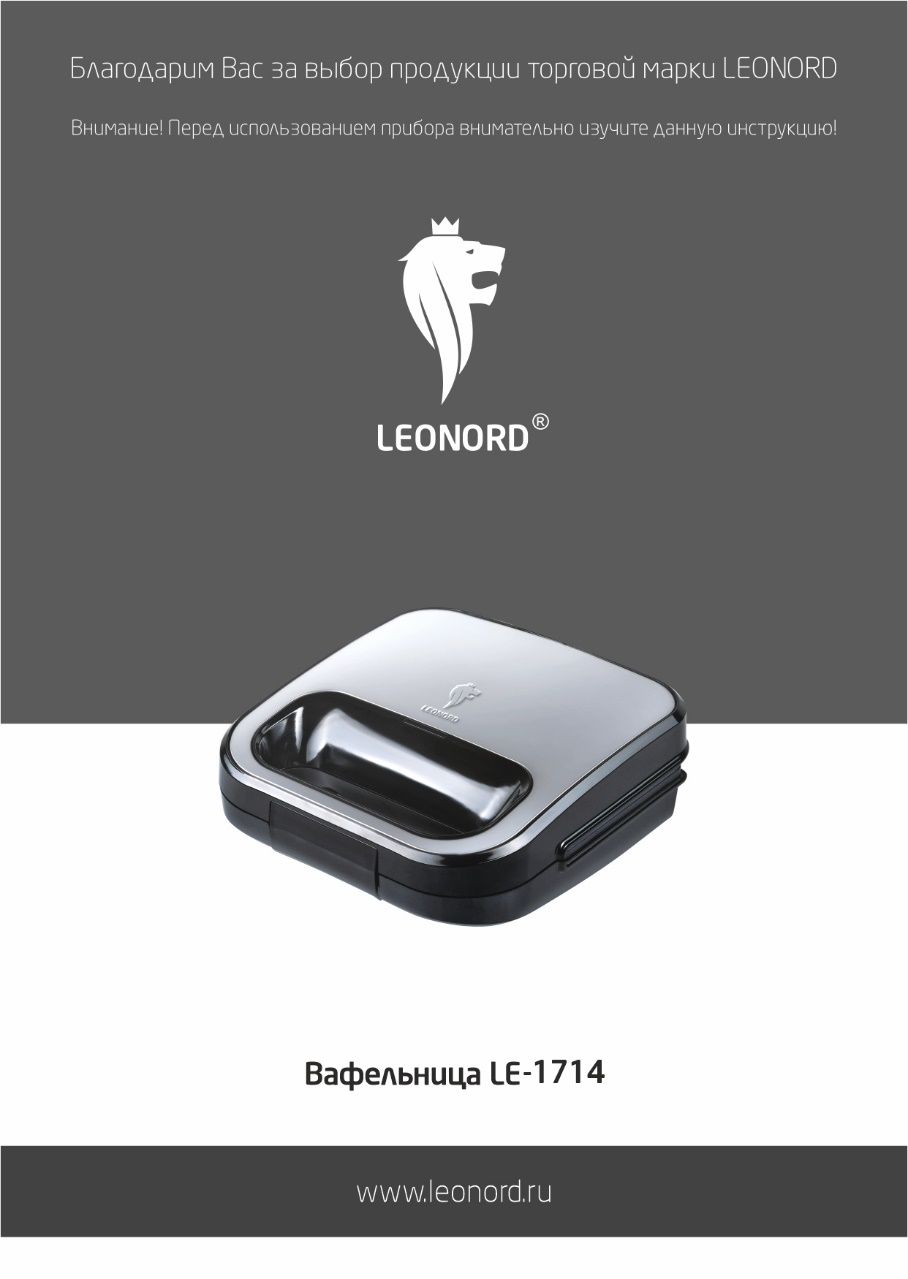 Благодарим Вас за выбор продукции торговой марки LEONORD
Внимание! Перед использованием прибора внимательно изучите данную инструкцию!
LEONORD®
LEONORD
Вафельница LE-1714
www.leonord.ru